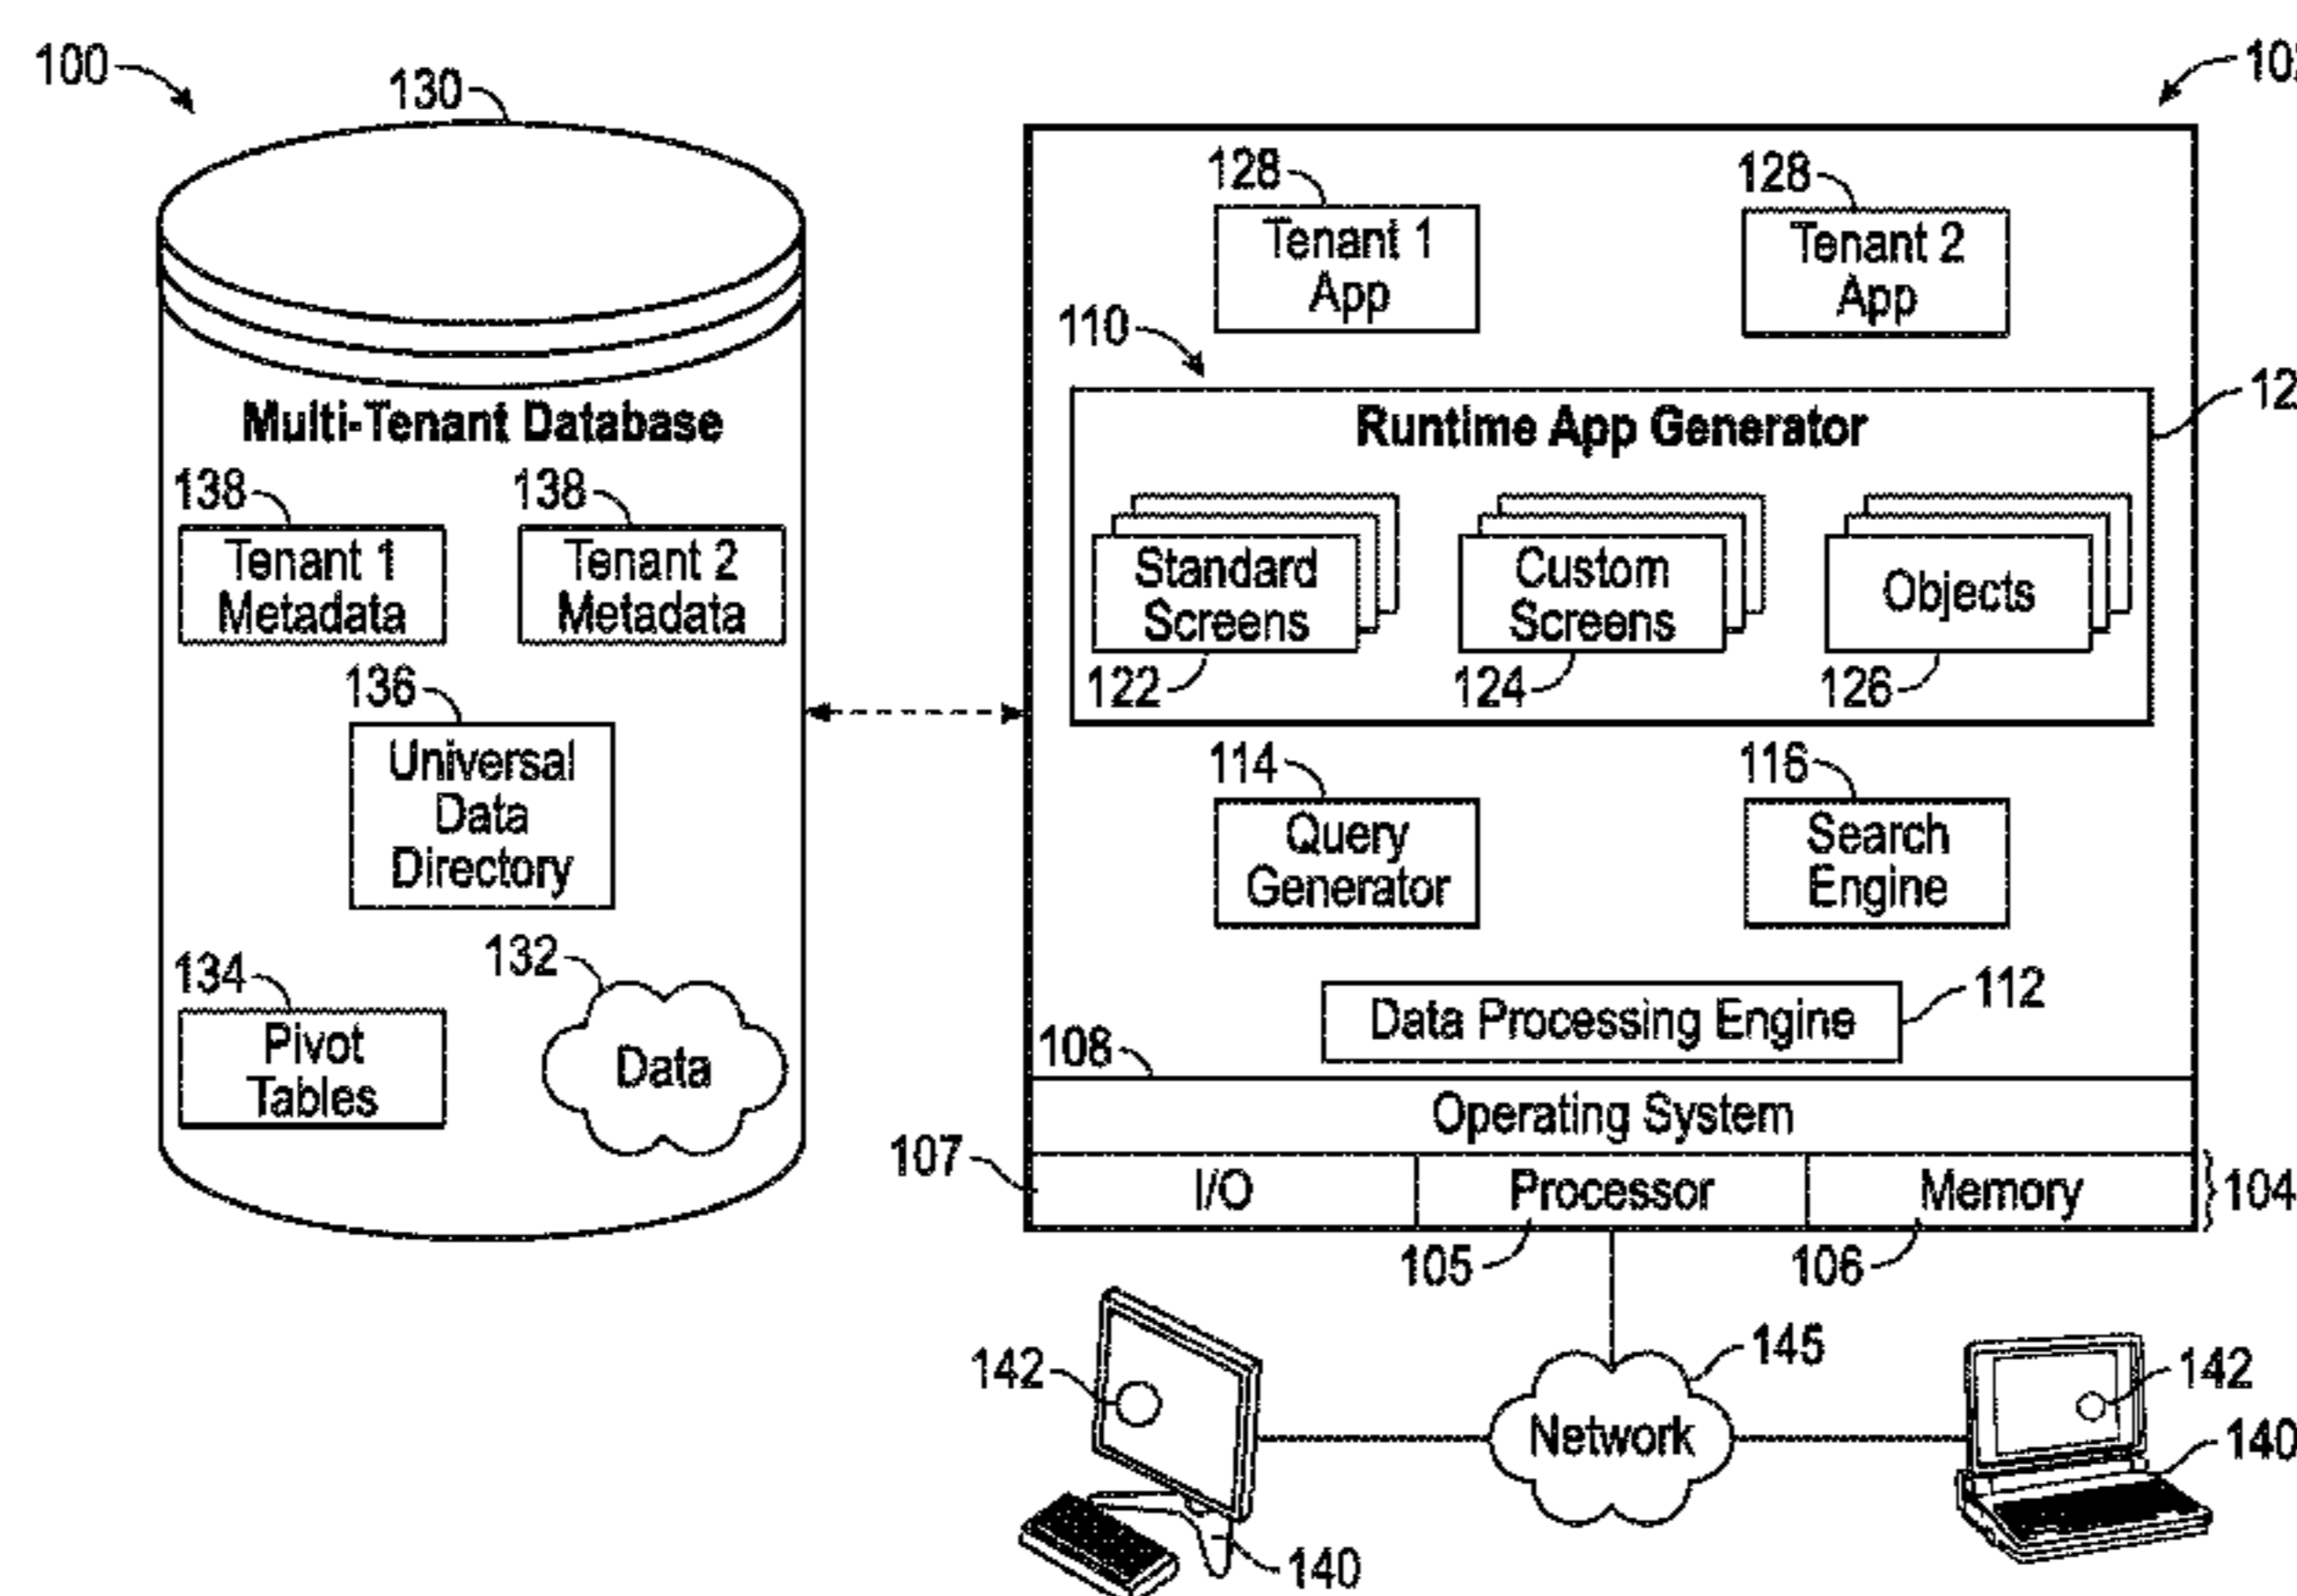 100
130
Multi-Tenant Database
138
138
Tenant 1
Metadata
Tenant 2
Metadata
136
Universal
Data
Directory
134
Pivot
Tables
132
Data
128
Tenant 1
App
128
Tenant 2
App
110
Runtime App Generator
Standard
Screens
122
Custom
Screens
124
Objects
126
114
Query
Generator
116
Search
Engine
Data Processing Engine
112
108
Operating System
107
I/O
Processor
Memory
104
105
106
142
140
145
Network
142
140